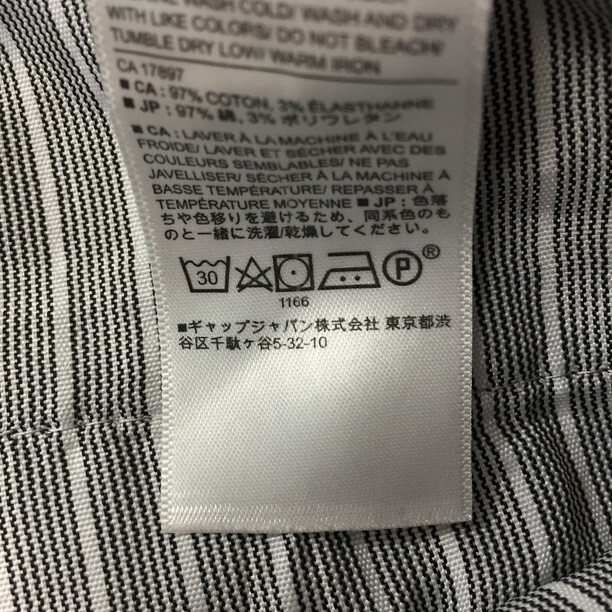 WASH COLD/ WASH AND DRY
WITH LIKE COLORS/ DO NOT BLEACH/
TUMBLE DRY LOW/ WARM IRON
CA 17897
■ CA : 97% COTON, 3% ÉLASTHANNE
■ JP : 97% 綿, 3% ポリウレタン
■ CA : LAVER À LA MACHINE À L'EAU
FROIDE/ LAVER ET SÉCHER AVEC DES
COULEURS SEMBLABLES/ NE PAS
JAVELLISER/ SÉCHER À LA MACHINE À
BASSE TEMPÉRATURE/ REPASSER À
TEMPÉRATURE MOYENNE ■ JP : 色落
ちや色移りを避けるため、同系色のも
のと一緒に洗濯/乾燥してください。
30 P ®
1166
■ギャップジャパン株式会社 東京都渋
谷区千駄ヶ谷5-32-10